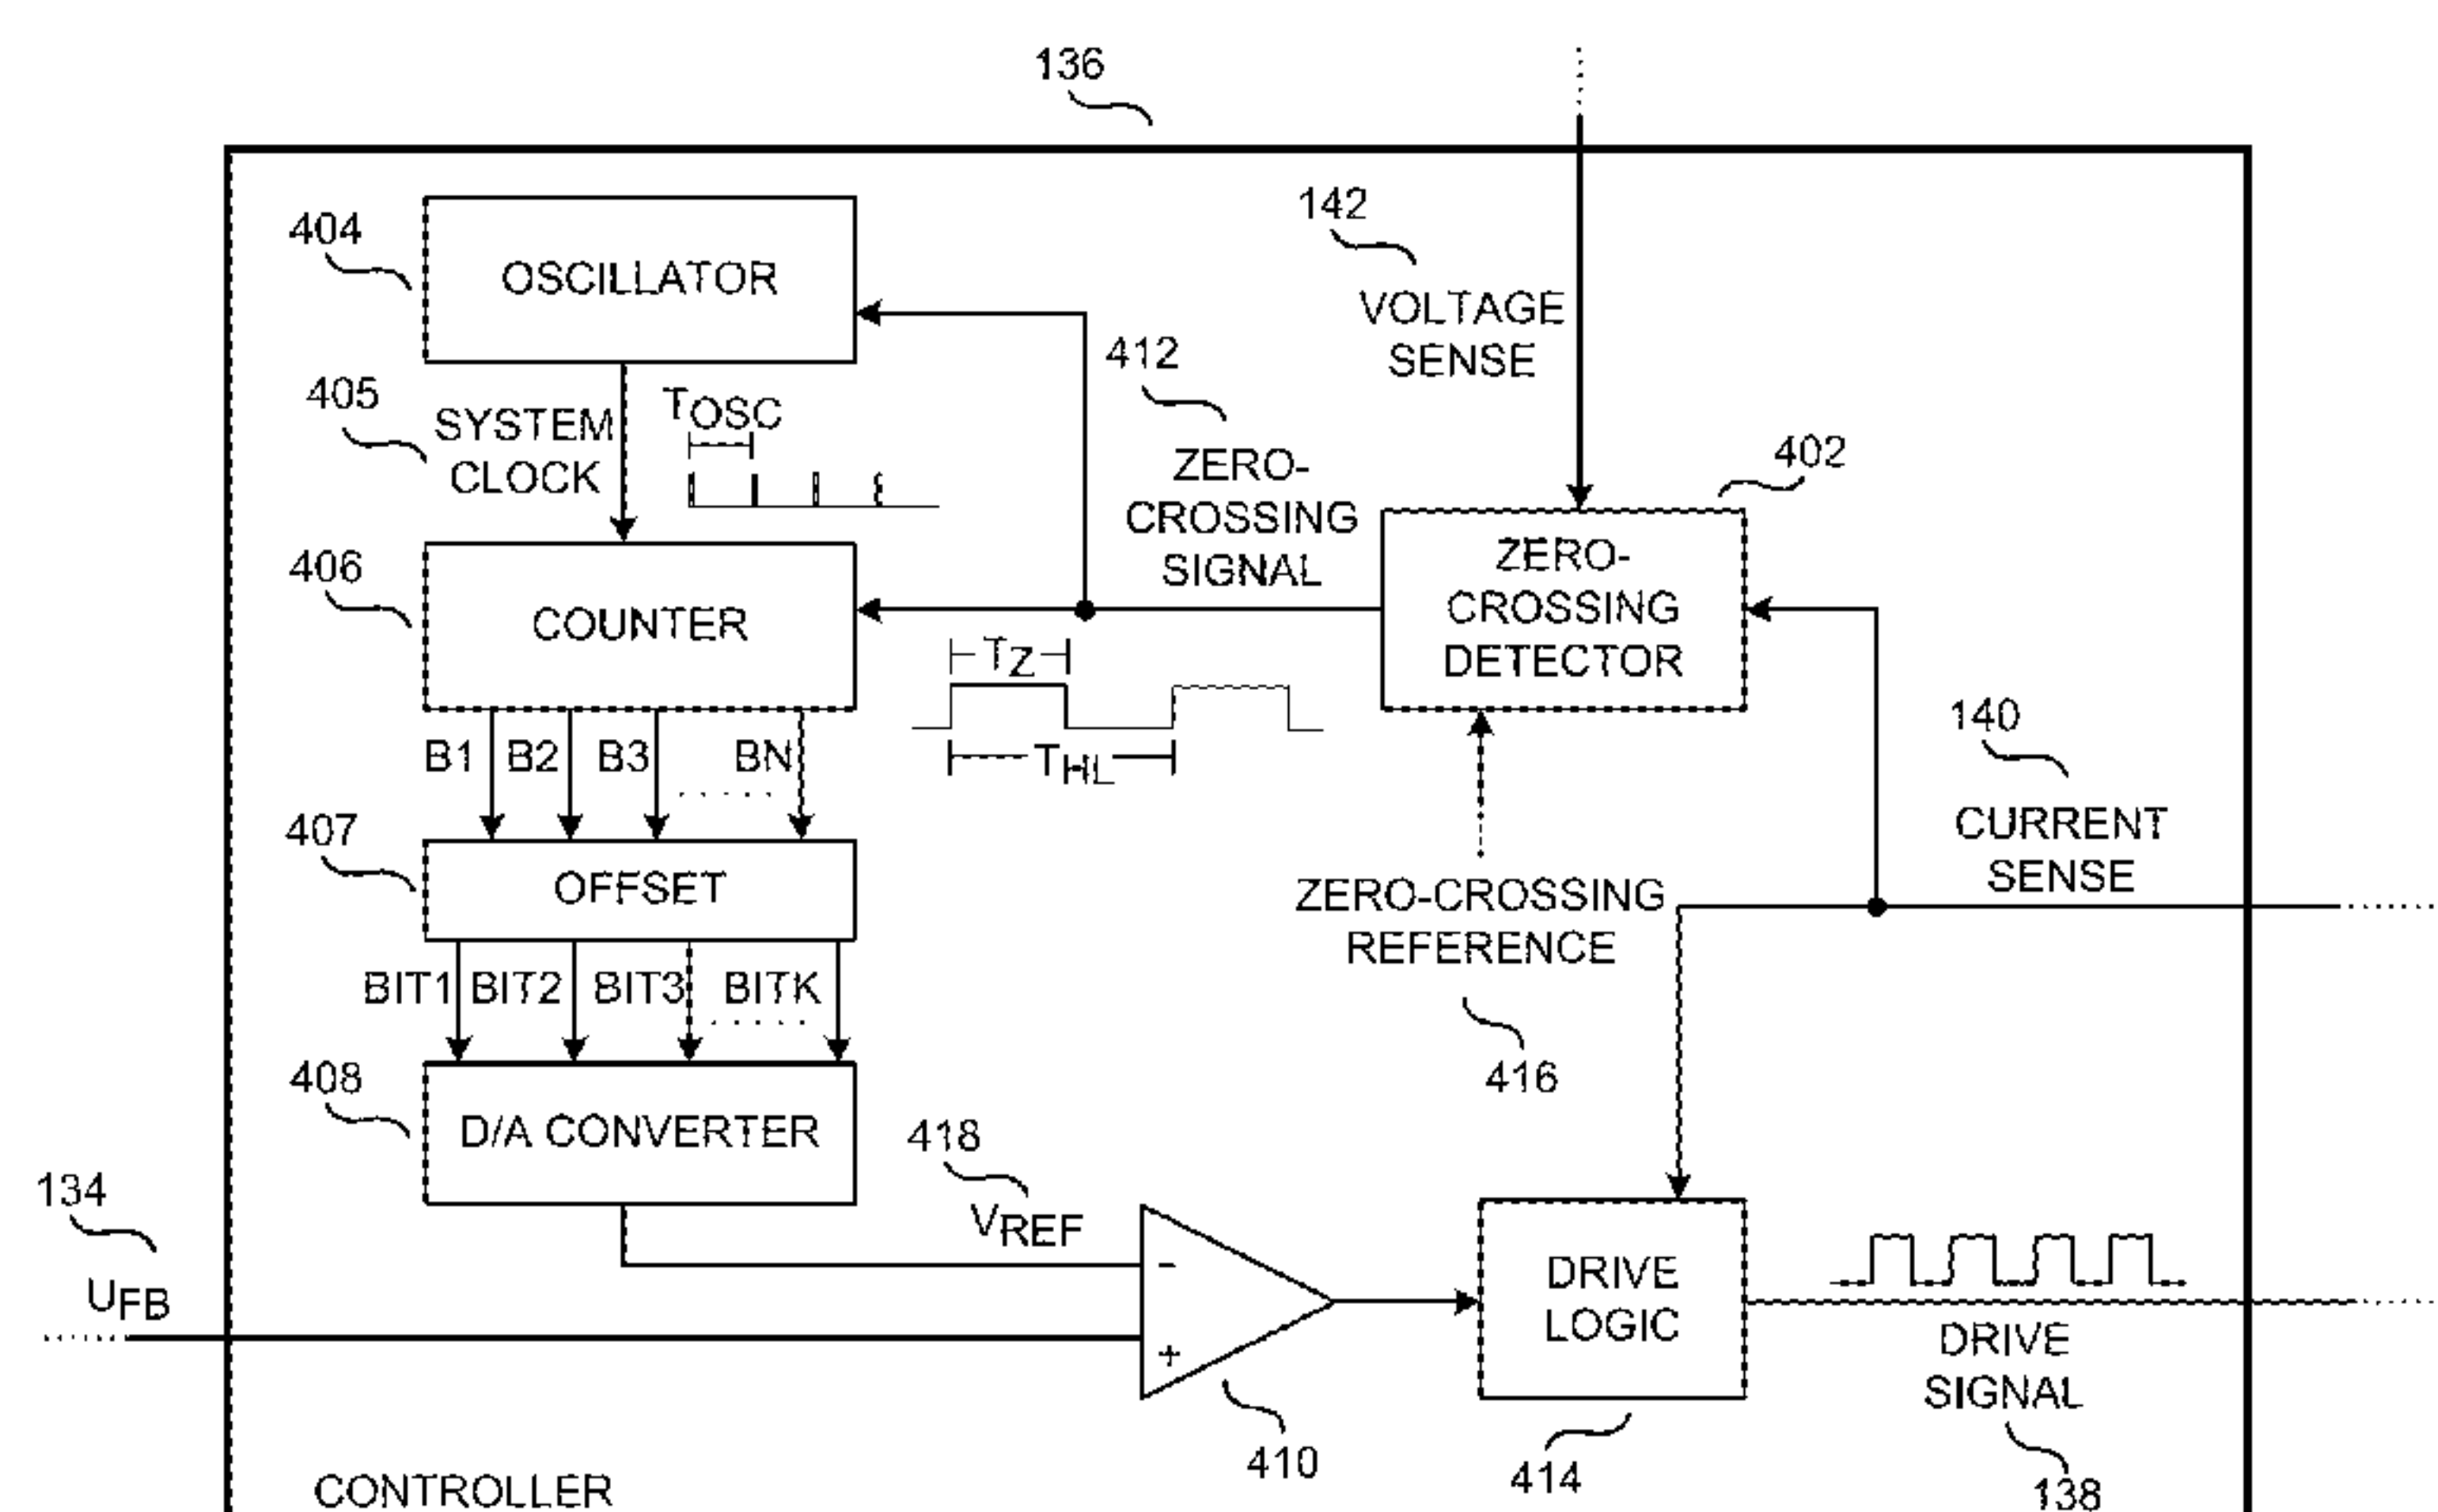 136
142
VOLTAGE
SENSE
404
OSCILLATOR
412
ZERO-
CROSSING
SIGNAL
405
SYSTEM
CLOCK
TOSC
402
ZERO-
CROSSING
DETECTOR
406
COUNTER
TZ
THL
B1 B2 B3 BN
140
CURRENT
SENSE
407
OFFSET
ZERO-CROSSING
REFERENCE
416
BIT1 BIT2 BIT3 BITK
408
D/A CONVERTER
418
VREF
134
UFB
-
+
410
DRIVE
LOGIC
414
DRIVE
SIGNAL
138
CONTROLLER